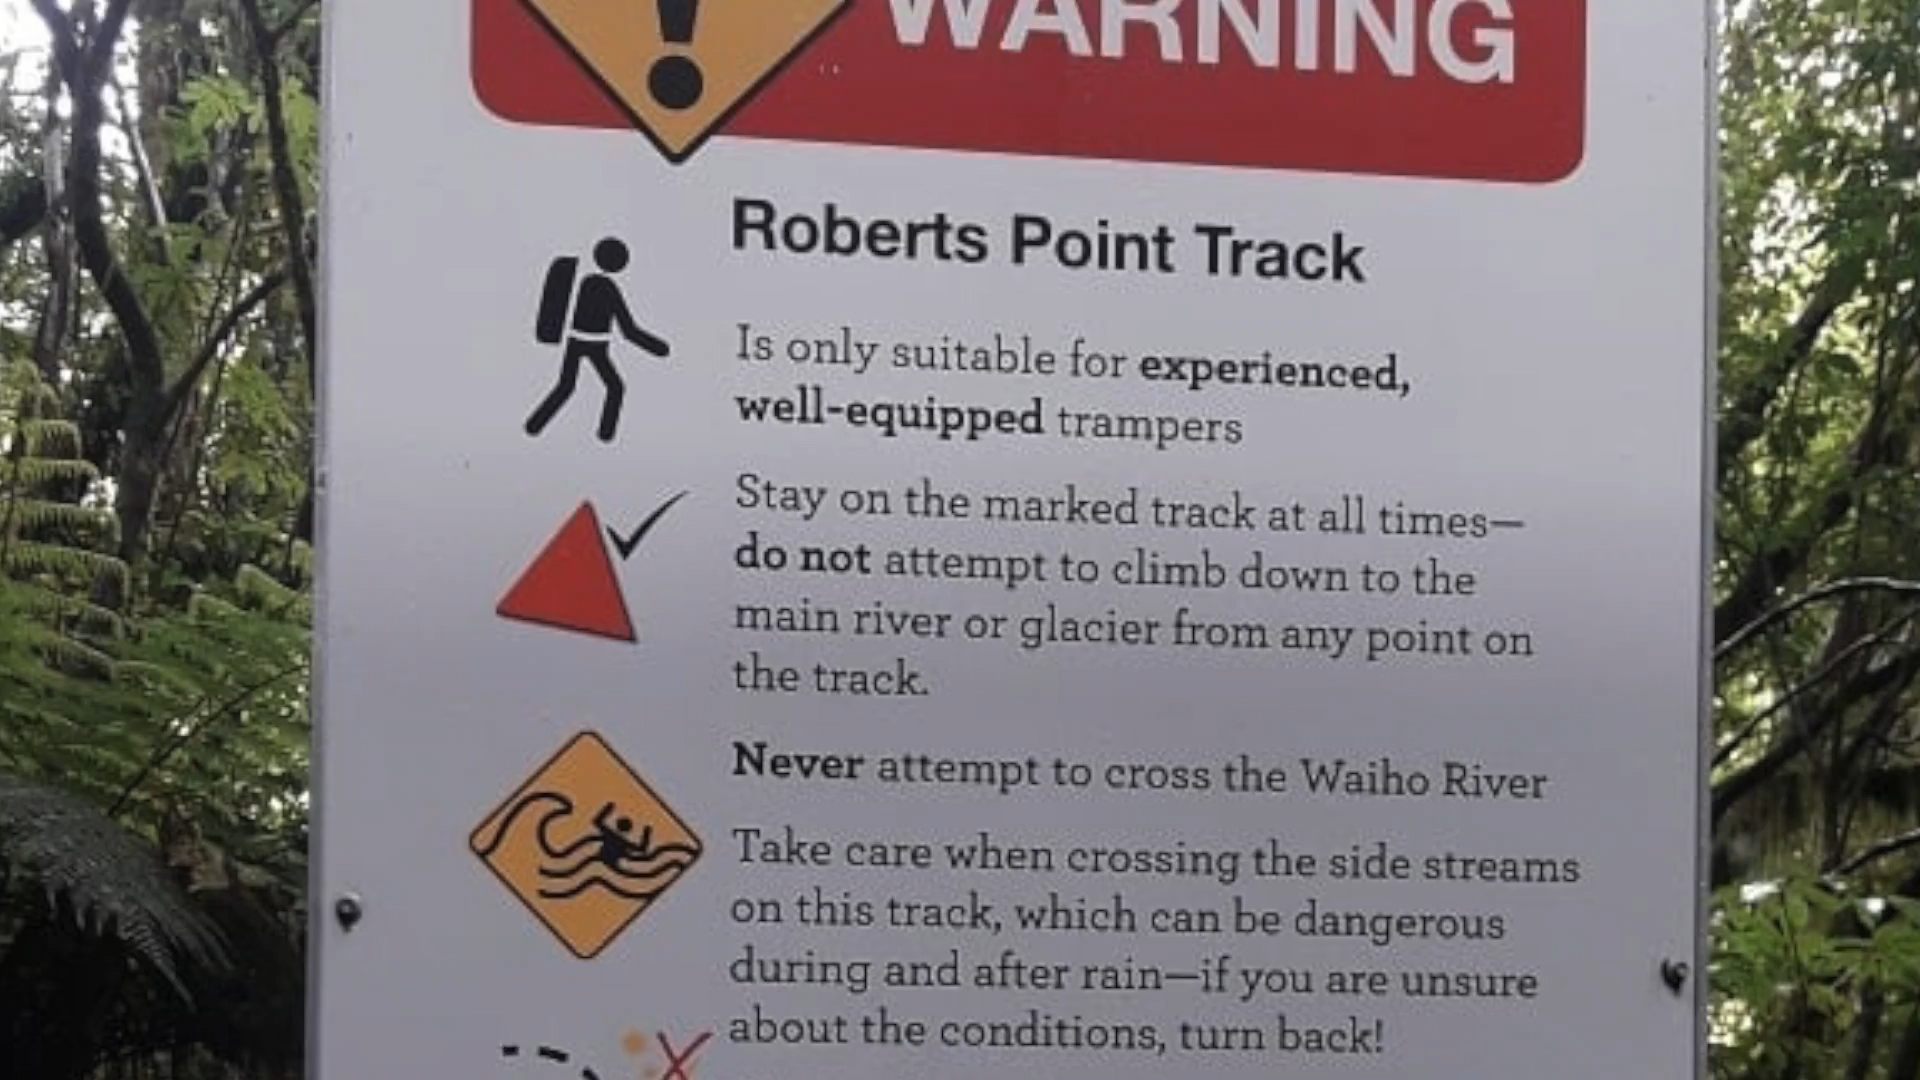 WARNING
Roberts Point Track
Is only suitable for experienced,
well-equipped trampers
Stay on the marked track at all times—
do not attempt to climb down to the
main river or glacier from any point on
the track.
Never attempt to cross the Waiho River
Take care when crossing the side streams
on this track, which can be dangerous
during and after rain—if you are unsure
about the conditions, turn back!